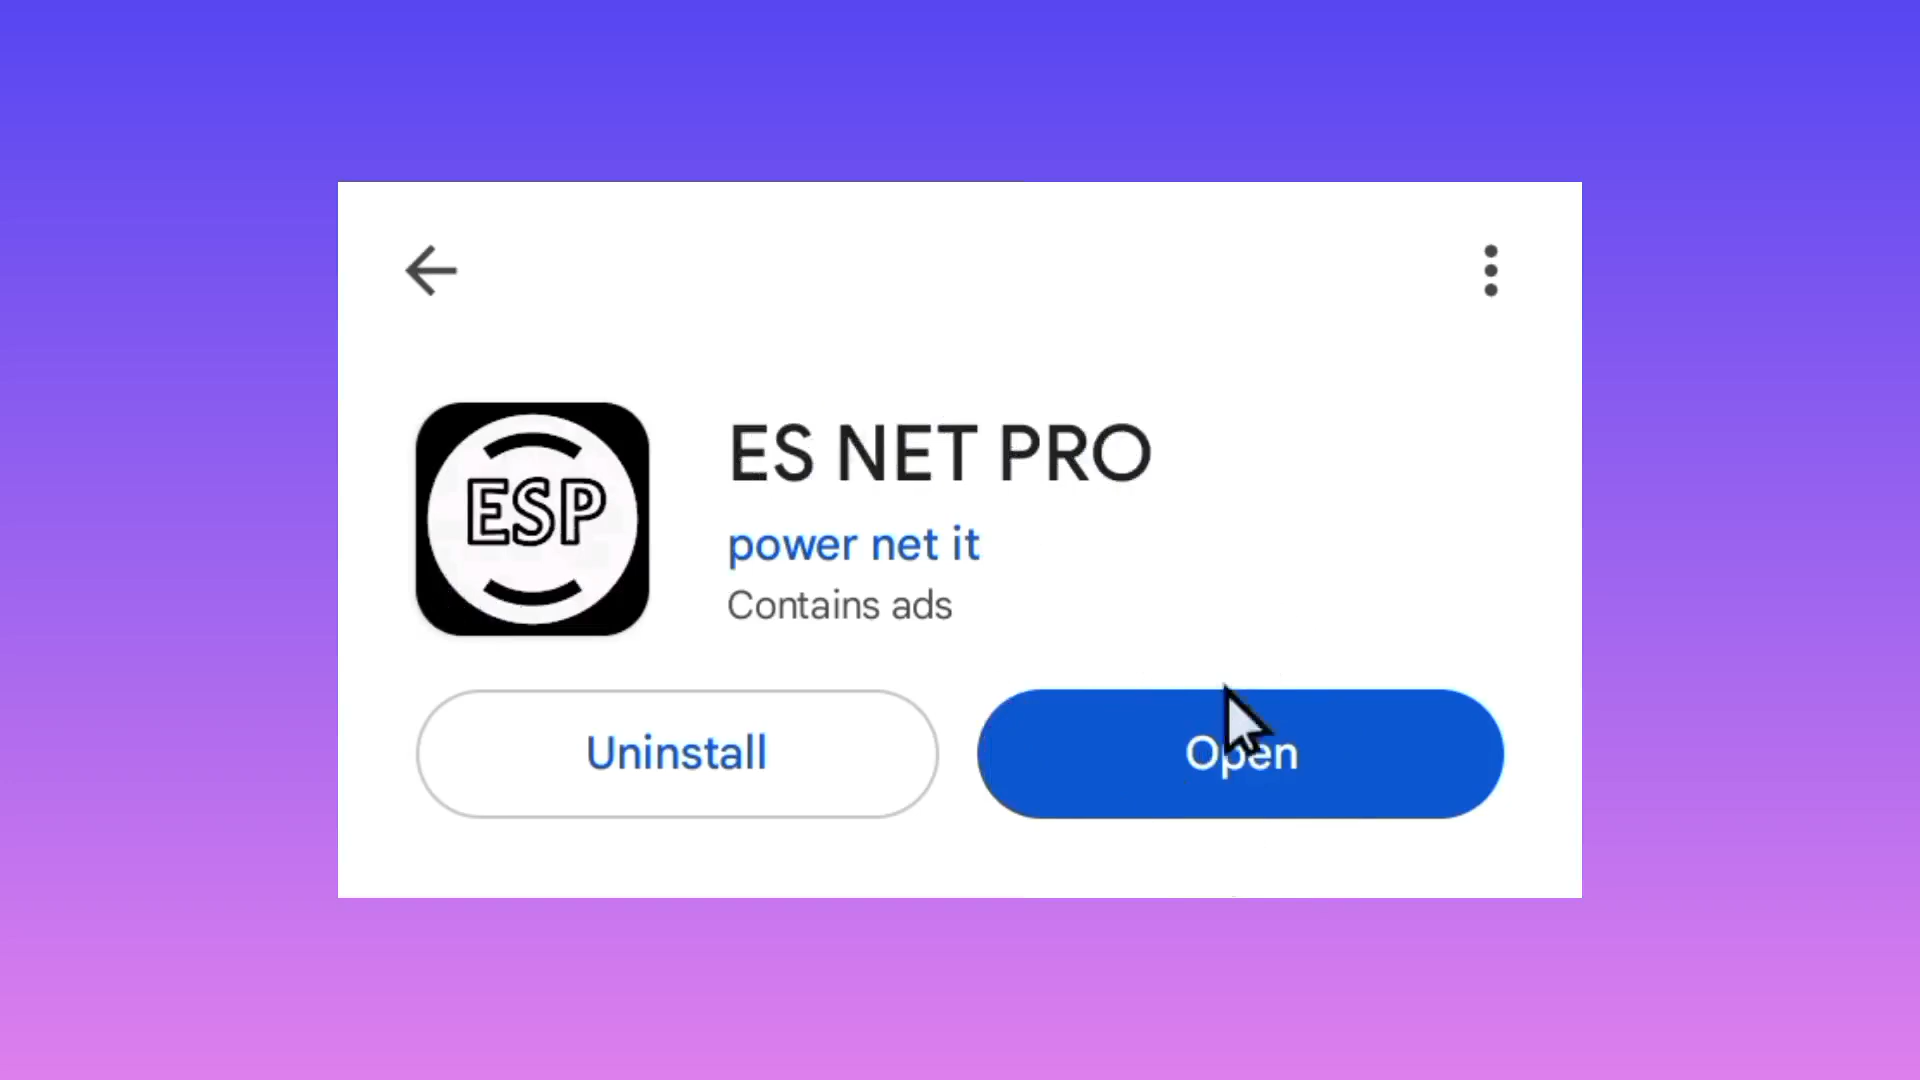 ESP
ES NET PRO
power net it
Contains ads
Uninstall
Open